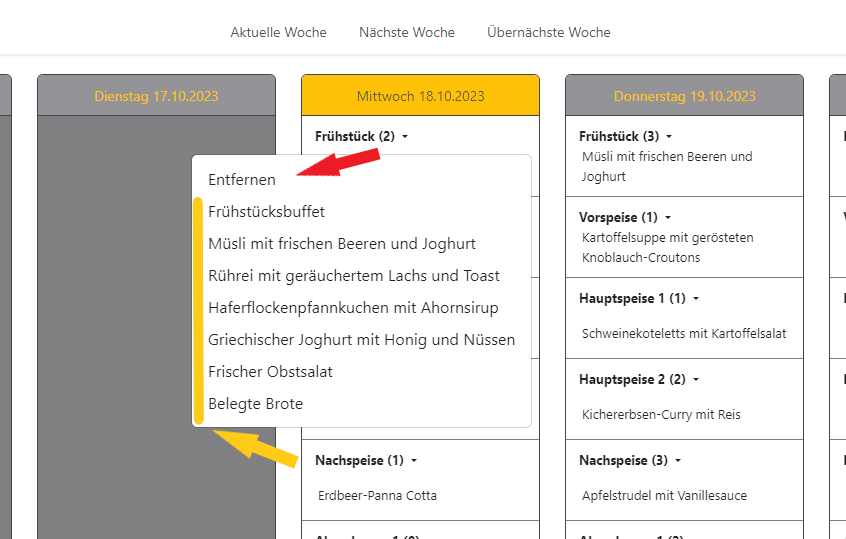 Aktuelle Woche
Nächste Woche
Übernächste Woche
Dienstag 17.10.2023
Mittwoch 18.10.2023
Frühstück (2)
Entfernen
Frühstücksbuffet
Müsli mit frischen Beeren und Joghurt
Rührei mit geräuchertem Lachs und Toast
Haferflockenpfannkuchen mit Ahornsirup
Griechischer Joghurt mit Honig und Nüssen
Frischer Obstsalat
Belegte Brote
Nachspeise (1)
Erdbeer-Panna Cotta
Donnerstag 19.10.2023
Frühstück (3)
Müsli mit frischen Beeren und
Joghurt
Vorspeise (1)
Kartoffelsuppe mit gerösteten
Knoblauch-Croutons
Hauptspeise 1 (1)
Schweinekoteletts mit Kartoffelsalat
Hauptspeise 2 (2)
Kichererbsen-Curry mit Reis
Nachspeise (3)
Apfelstrudel mit Vanillesauce